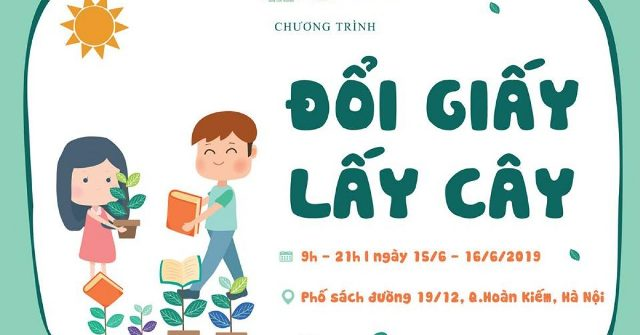 CHƯƠNG TRÌNH
ĐỔI GIẤY
LẤY CÂY
9h - 21h | ngày 15/6 - 16/6/2019
Phố sách đường 19/12, Q.Hoàn Kiếm, Hà Nội